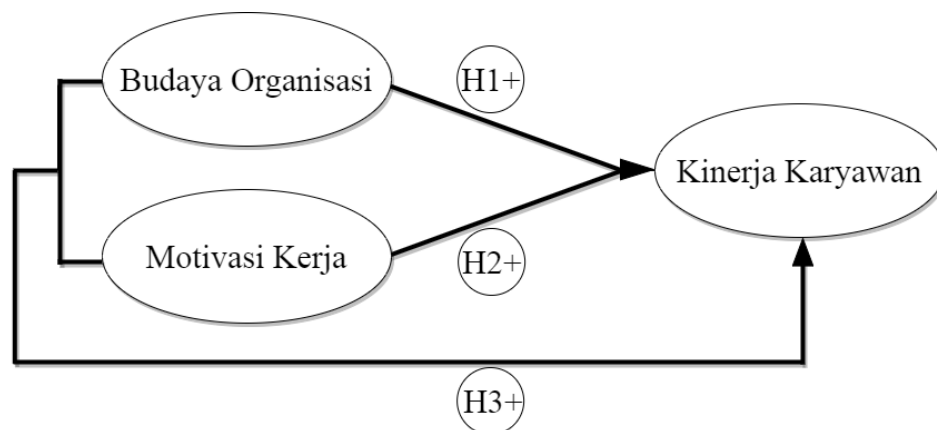 Budaya Organisasi
H1+
Kinerja Karyawan
Motivasi Kerja
H2+
H3+